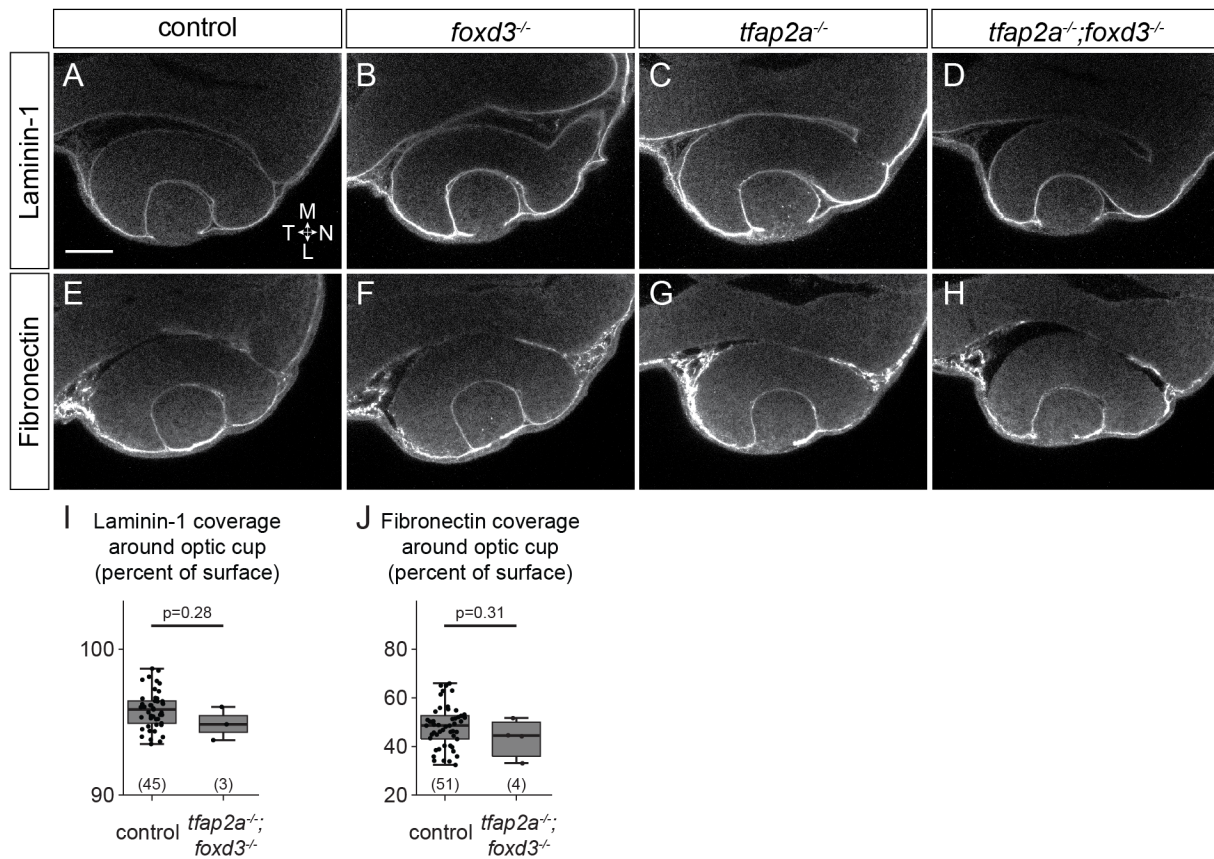 control
foxd3-/-
tfap2a-/-
tfap2a-/-;foxd3-/-
Laminin-1
A
B
C
D
M
T N
L
Fibronectin
E
F
G
H
I Laminin-1 coverage
around optic cup
(percent of surface)
p=0.28
100
90
(45)
(3)
control
tfap2a-/-;
foxd3-/-
J Fibronectin coverage
around optic cup
(percent of surface)
p=0.31
80
60
40
20
(51)
(4)
control
tfap2a-/-;
foxd3-/-